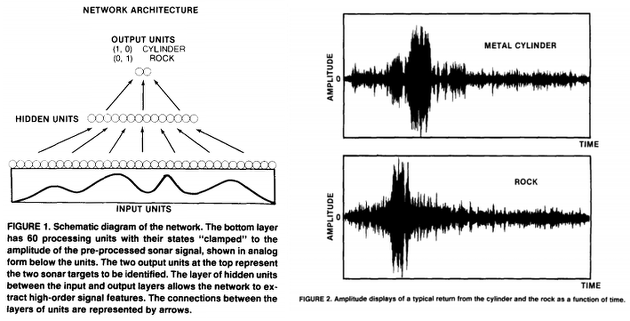 NETWORK ARCHITECTURE
OUTPUT UNITS
(1, 0) CYLINDER
(0, 1) ROCK
HIDDEN UNITS
INPUT UNITS
FIGURE 1. Schematic diagram of the network. The bottom layer
has 60 processing units with their states "clamped" to the
amplitude of the pre-processed sonar signal, shown in analog
form below the units. The two output units at the top represent
the two sonar targets to be identified. The layer of hidden units
between the input and output layers allows the network to ex-
tract high-order signal features. The connections between the
layers of units are represented by arrows.
METAL CYLINDER
AMPLITUDE
0
TIME
ROCK
AMPLITUDE
0
TIME
FIGURE 2. Amplitude displays of a typical return from the cylinder and the rock as a function of time.